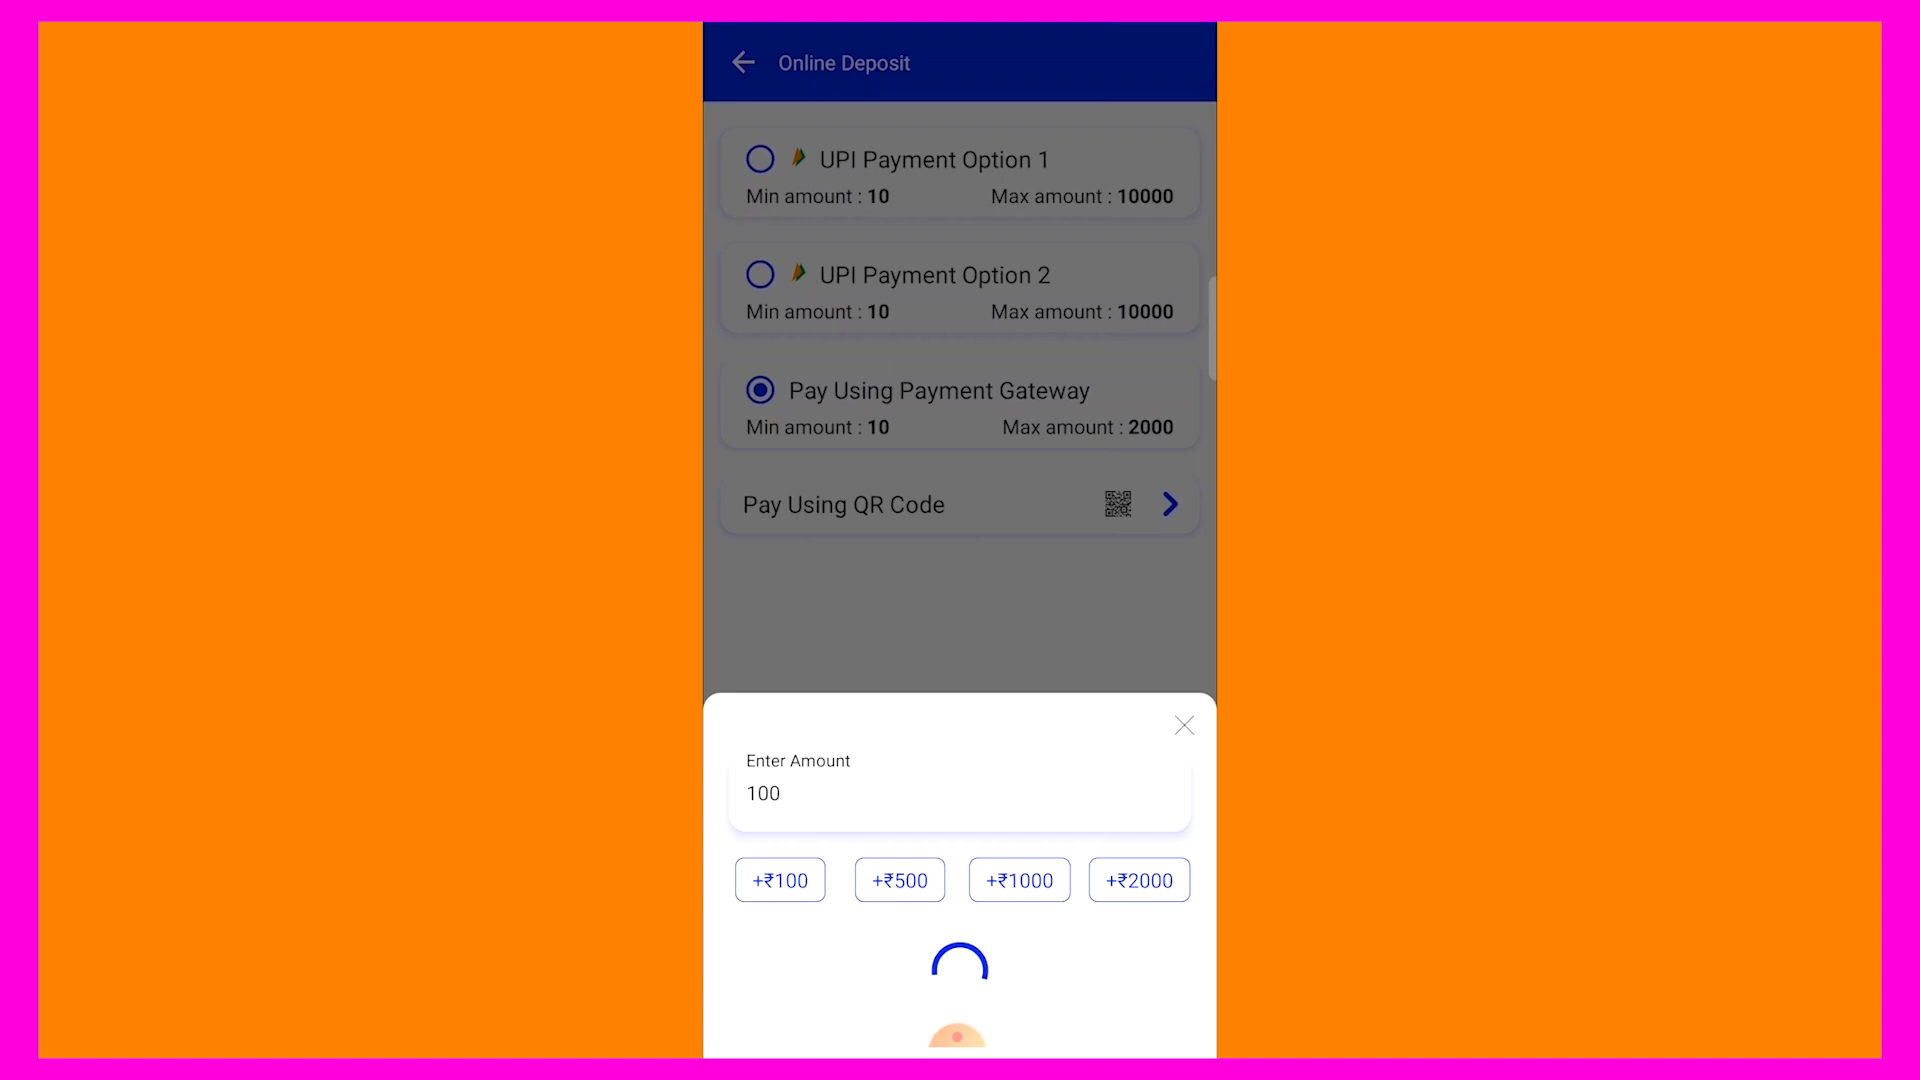 Online Deposit
UPI Payment Option 1
Min amount : 10 Max amount : 10000
UPI Payment Option 2
Min amount : 10 Max amount : 10000
Pay Using Payment Gateway
Min amount : 10 Max amount : 2000
Pay Using QR Code
Enter Amount
100
+₹100 +₹500 +₹1000 +₹2000